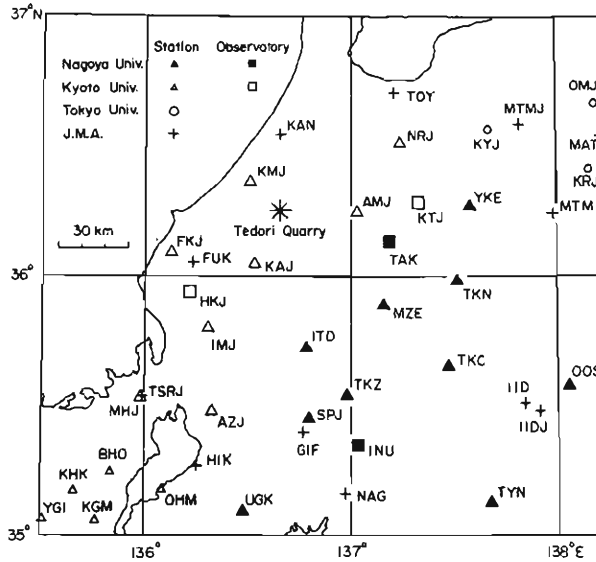 37°N
Station Observatory
Nagoya Univ.
Kyoto Univ.
Tokyo Univ.
J.M.A.
TOY
OMJ
KAN
MTMJ
NRJ
KYJ
MAT
KMJ
KRJ
AMJ
KTJ
YKE
MTM
Tedori Quarry
30 km
FKJ
FUK
TAK
36°
KAJ
TKN
HKJ
MZE
IMJ
ITD
TKC
OOS
TSRJ
TKZ
IID
MHJ
AZJ
SPJ
IIDJ
GIF
INU
BHO
HIK
KHK
OHM
NAG
TYN
YGI
KGM
UGK
35°
136°
137°
138°E